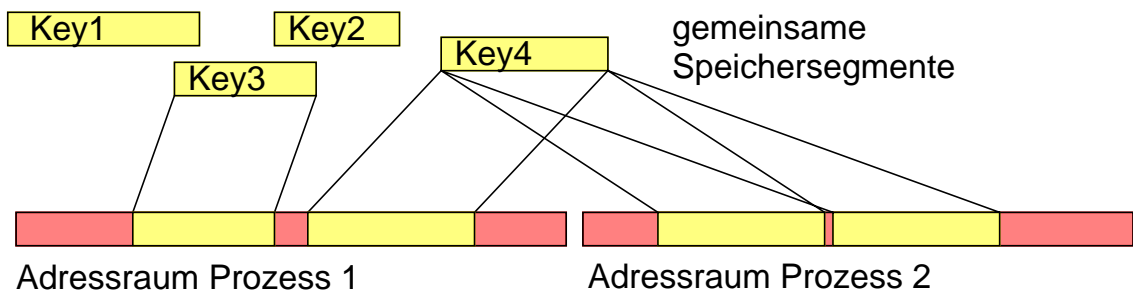 Key1
Key2
Key3
Key4
gemeinsame
Speichersegmente
Adressraum Prozess 1
Adressraum Prozess 2